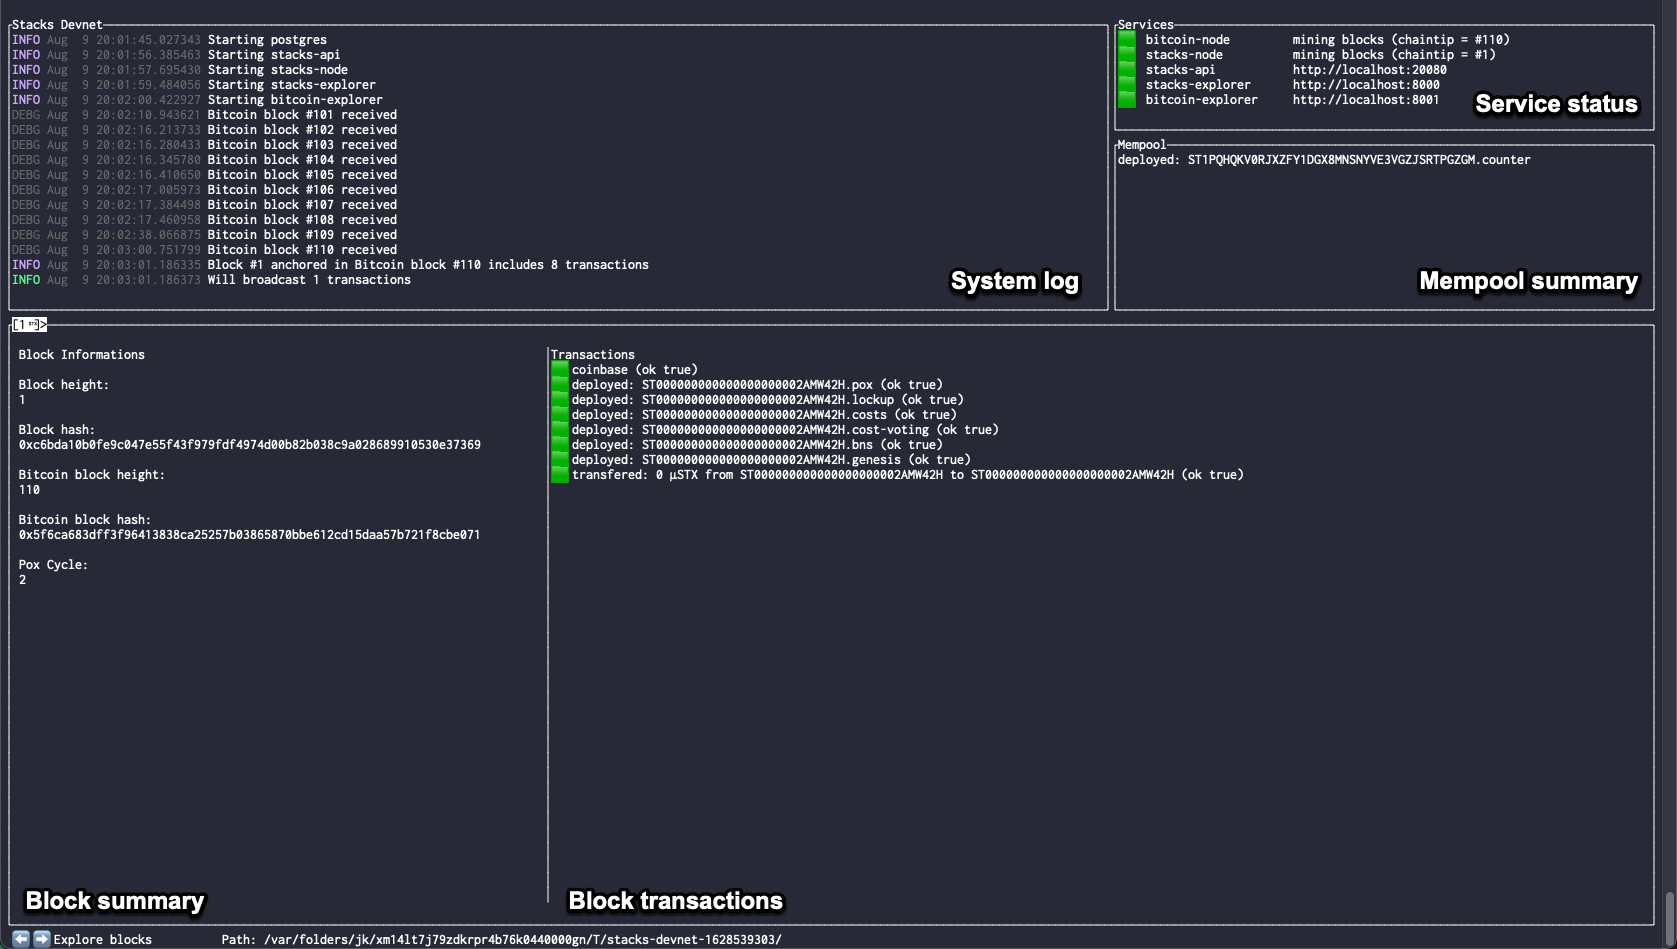 Stacks Devnet
INFO Aug  9 20:01:45.027343 Starting postgres
INFO Aug  9 20:01:56.385463 Starting stacks-api
INFO Aug  9 20:01:57.695430 Starting stacks-node
INFO Aug  9 20:01:59.484056 Starting stacks-explorer
INFO Aug  9 20:02:00.422927 Starting bitcoin-explorer
DEBG Aug  9 20:02:10.943621 Bitcoin block #101 received
DEBG Aug  9 20:02:16.213733 Bitcoin block #102 received
DEBG Aug  9 20:02:16.280433 Bitcoin block #103 received
DEBG Aug  9 20:02:16.345780 Bitcoin block #104 received
DEBG Aug  9 20:02:16.410650 Bitcoin block #105 received
DEBG Aug  9 20:02:17.005973 Bitcoin block #106 received
DEBG Aug  9 20:02:17.384498 Bitcoin block #107 received
DEBG Aug  9 20:02:17.460958 Bitcoin block #108 received
DEBG Aug  9 20:02:38.066875 Bitcoin block #109 received
DEBG Aug  9 20:03:00.751799 Bitcoin block #110 received
INFO Aug  9 20:03:01.186335 Block #1 anchored in Bitcoin block #110 includes 8 transactions
INFO Aug  9 20:03:01.186373 Will broadcast 1 transactions
System log
Services
bitcoin-node mining blocks (chaintip = #110)
stacks-node mining blocks (chaintip = #1)
stacks-api http://localhost:20080
stacks-explorer http://localhost:8000
bitcoin-explorer http://localhost:8001
Service status
Mempool
deployed: ST1PQHQKV0RJXZFY1DGX8MNSNYVE3VGZJSRTPGZGM.counter
Mempool summary
[1 STX]>
Block Informations
Block height:
1
Block hash:
0xc6bda10b0fe9c047e55f43f979fdf4974d00b82b038c9a028689910530e37369
Bitcoin block height:
110
Bitcoin block hash:
0x5f6ca683dff3f96413838ca25257b03865870bbe612cd15daa57b721f8cbe071
Pox Cycle:
2
Block summary
Transactions
coinbase (ok true)
deployed: ST000000000000000000002AMW42H.pox (ok true)
deployed: ST000000000000000000002AMW42H.lockup (ok true)
deployed: ST000000000000000000002AMW42H.costs (ok true)
deployed: ST000000000000000000002AMW42H.cost-voting (ok true)
deployed: ST000000000000000000002AMW42H.bns (ok true)
deployed: ST000000000000000000002AMW42H.genesis (ok true)
transfered: 0 µSTX from ST000000000000000000002AMW42H to ST000000000000000000002AMW42H (ok true)
Block transactions
Explore blocks Path: /var/folders/jk/xm14lt7j79zdkrpr4b76k0440000gn/T/stacks-devnet-1628539303/